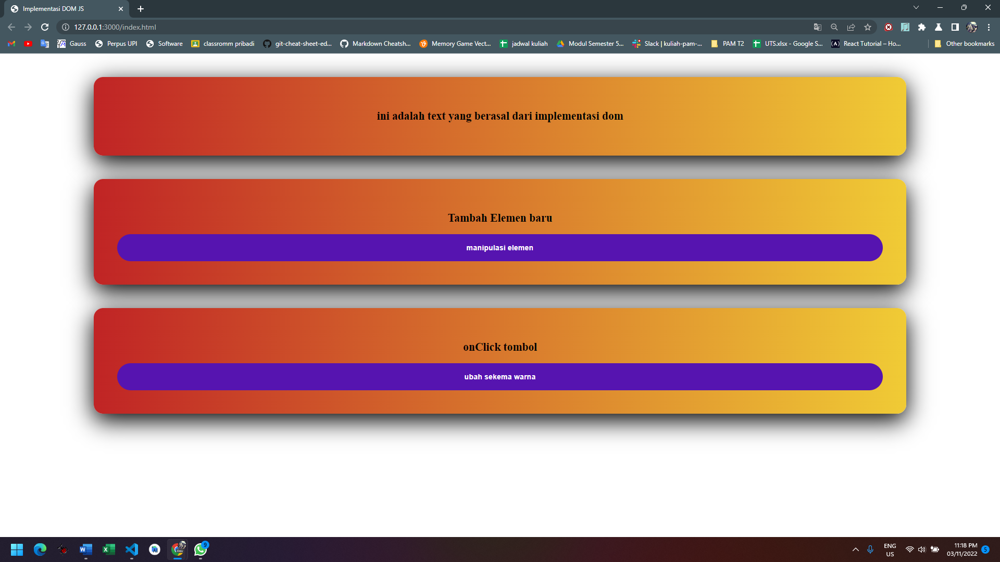 Implementasi DOM JS
127.0.0.1:3000/index.html
Gauss
Perpus UPI
Software
classromm pribadi
git-cheat-sheet-ed...
Markdown Cheatsh...
Memory Game Vect...
jadwal kuliah
Modul Semester 5...
Slack | kuliah-pam-...
PAM T2
UTS.xlsx - Google S...
React Tutorial – Ho...
Other bookmarks
ini adalah text yang berasal dari implementasi dom
Tambah Elemen baru
manipulasi elemen
onClick tombol
ubah sekema warna
Dev
9
ENG
US
11:18 PM
03/11/2022
5